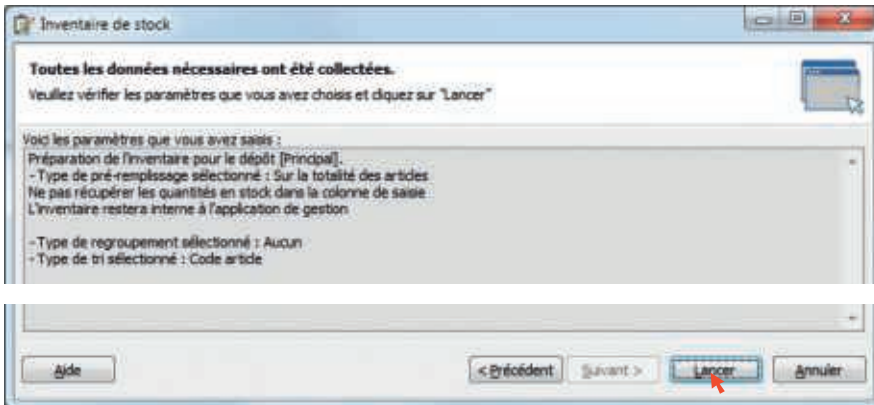 Inventaire de stock
Toutes les données nécessaires ont été collectées.
Veuillez vérifier les paramètres que vous avez choisis et cliquez sur "Lancer"
Voici les paramètres que vous avez saisis :
Préparation de l'inventaire pour le dépôt [Principal].
- Type de pré-remplissage sélectionné : Sur la totalité des articles
Ne pas récupérer les quantités en stock dans la colonne de saisie
L'inventaire restera interne à l'application de gestion
- Type de regroupement sélectionné : Aucun
- Type de tri sélectionné : Code article
Aide
< Précédent
Suivant >
Lancer
Annuler